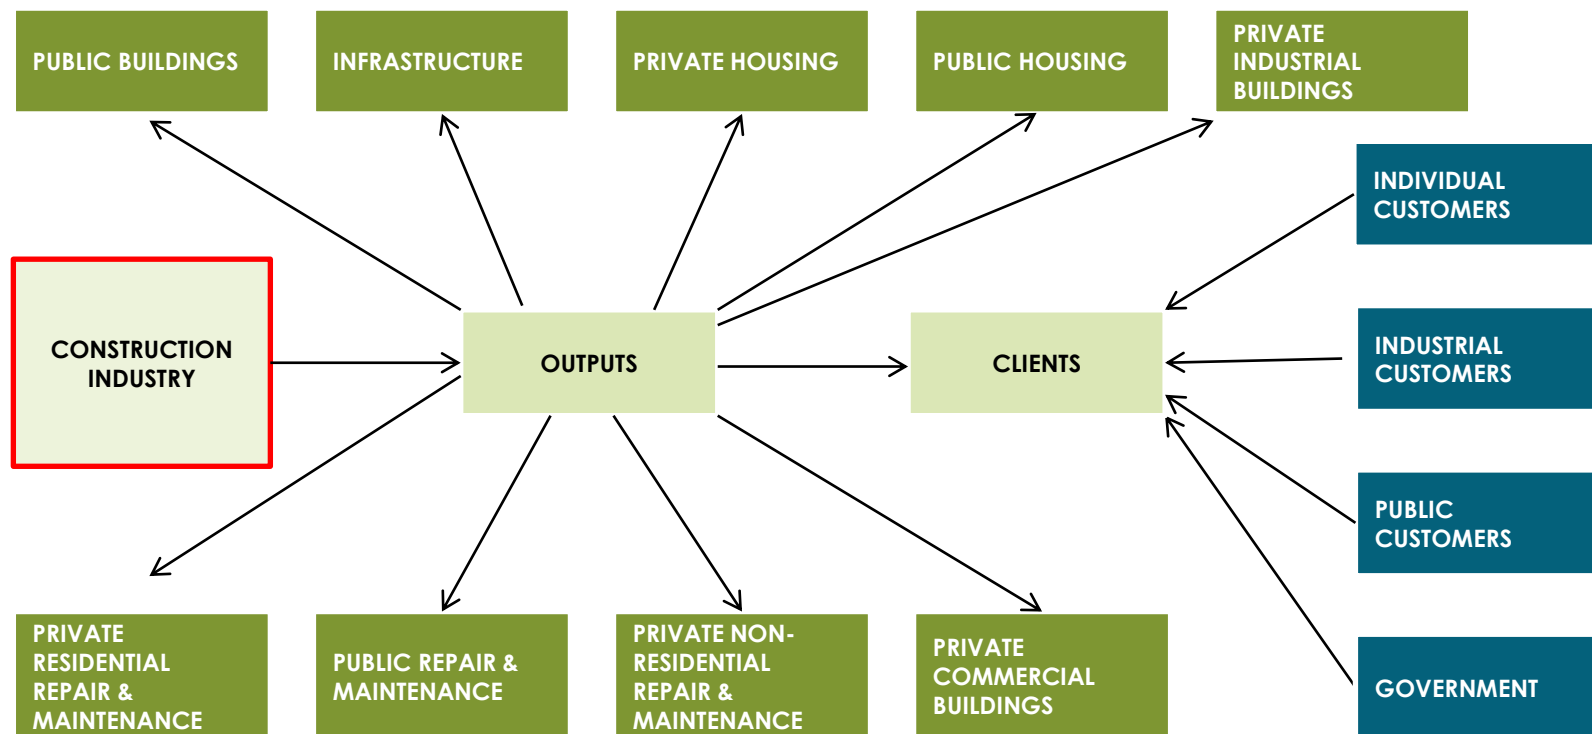 PUBLIC BUILDINGS
INFRASTRUCTURE
PRIVATE HOUSING
PUBLIC HOUSING
PRIVATE
INDUSTRIAL
BUILDINGS
INDIVIDUAL
CUSTOMERS
CONSTRUCTION
INDUSTRY
OUTPUTS
CLIENTS
INDUSTRIAL
CUSTOMERS
PUBLIC
CUSTOMERS
PRIVATE
RESIDENTIAL
REPAIR &
MAINTENANCE
PUBLIC REPAIR &
MAINTENANCE
PRIVATE NON-
RESIDENTIAL
REPAIR &
MAINTENANCE
PRIVATE
COMMERCIAL
BUILDINGS
GOVERNMENT